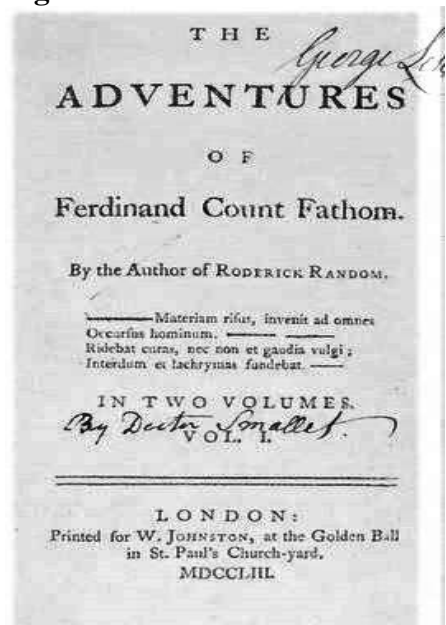 THE
George
ADVENTURES
OF
Ferdinand Count Fathom.
By the Author of RODERICK RANDOM.
———Materiam risus, invenit ad omnes
Occursus hominum. —— ——
Ridebat curas, nec non et gaudia vulgi;
Interdum et lachrymas fundebat. ——
IN TWO VOLUMES.
By Doctor Smallet.
VOL. I.
LONDON:
Printed for W. JOHNSTON, at the Golden Ball
in St. Paul's Church-yard.
MDCCLIII.